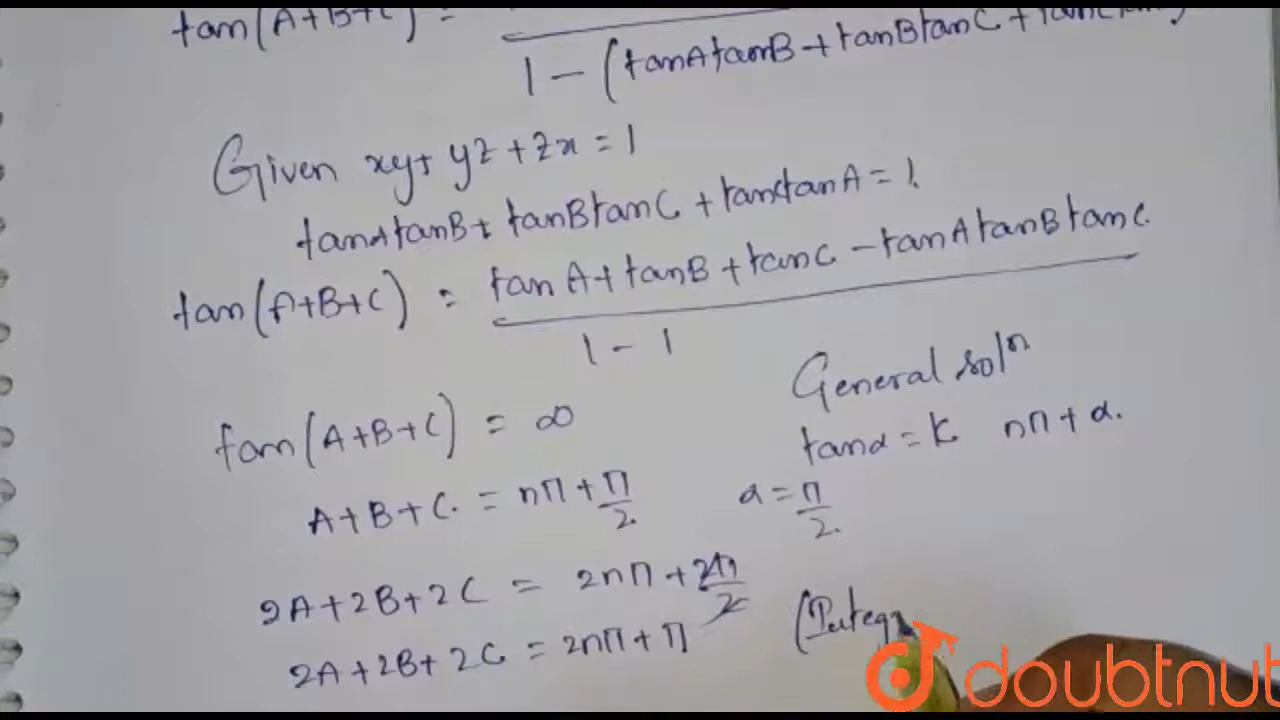 tan(A+B+C) =
1 - (tanAtanB + tanBtanC +
Given xy+ yz + zx = 1
tanAtanB+ tanBtanC + tanCtanA = 1.
tan(A+B+C) = tanA + tanB + tanC - tanAtanBtanC
1 - 1
General solⁿ
tan(A+B+C) = ∞
tanα = K nπ + α.
A+B+C. = nπ + π/2
α = π/2.
2A+2B+2C = 2nπ + 2π/2
2A+2B+2C = 2nπ + π
(Integ
doubtnut